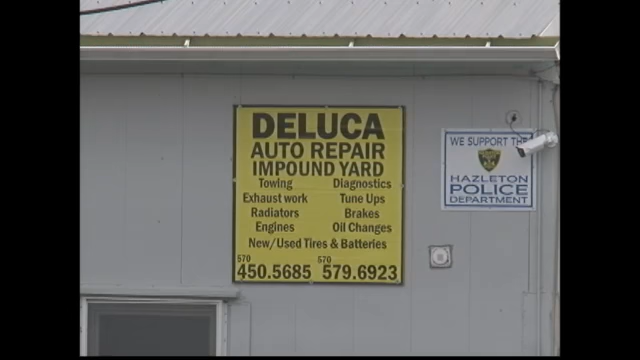 DELUCA
AUTO REPAIR
IMPOUND YARD
Towing Diagnostics
Exhaust work Tune Ups
Radiators Brakes
Engines Oil Changes
New/Used Tires & Batteries
570 450.5685 570 579.6923
WE SUPPORT THE
HAZLETON
POLICE
DEPARTMENT